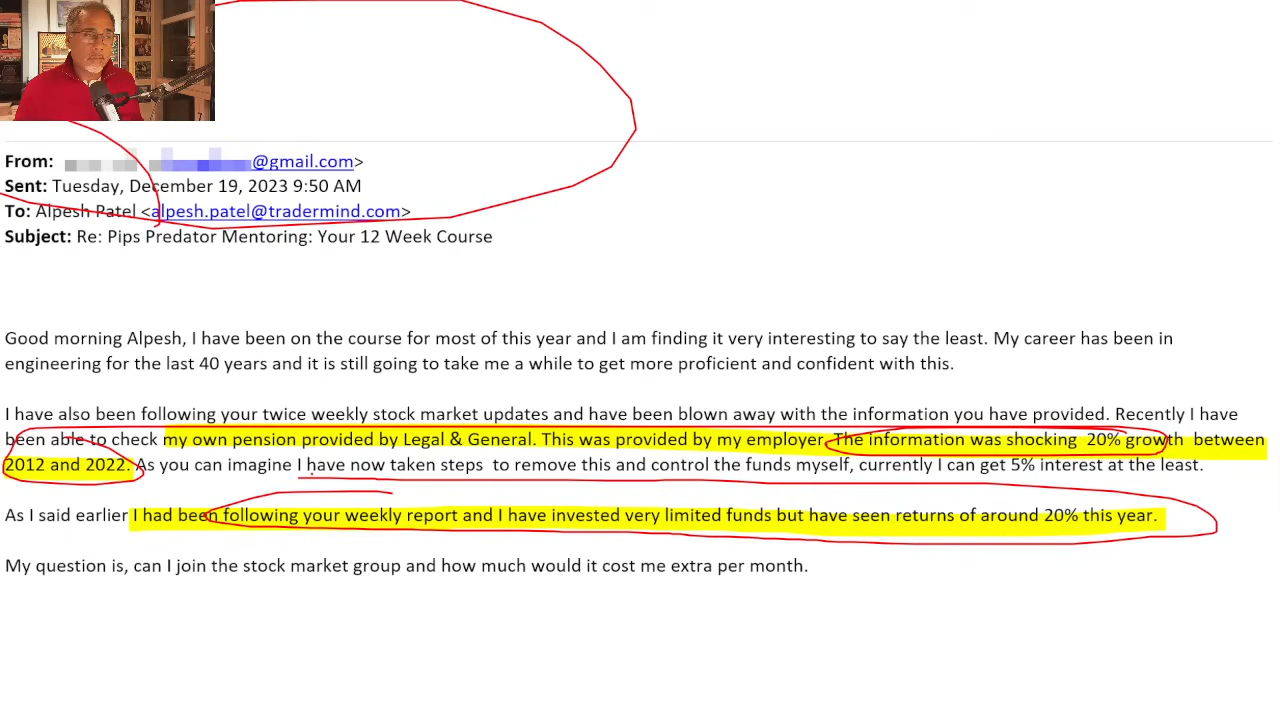 From: @gmail.com>
Sent: Tuesday, December 19, 2023 9:50 AM
To: Alpesh Patel <alpesh.patel@tradermind.com>
Subject: Re: Pips Predator Mentoring: Your 12 Week Course
Good morning Alpesh, I have been on the course for most of this year and I am finding it very interesting to say the least. My career has been in
engineering for the last 40 years and it is still going to take me a while to get more proficient and confident with this.
I have also been following your twice weekly stock market updates and have been blown away with the information you have provided. Recently I have
been able to check my own pension provided by Legal & General. This was provided by my employer. The information was shocking 20% growth between
2012 and 2022. As you can imagine I have now taken steps to remove this and control the funds myself, currently I can get 5% interest at the least.
As I said earlier I had been following your weekly report and I have invested very limited funds but have seen returns of around 20% this year.
My question is, can I join the stock market group and how much would it cost me extra per month.